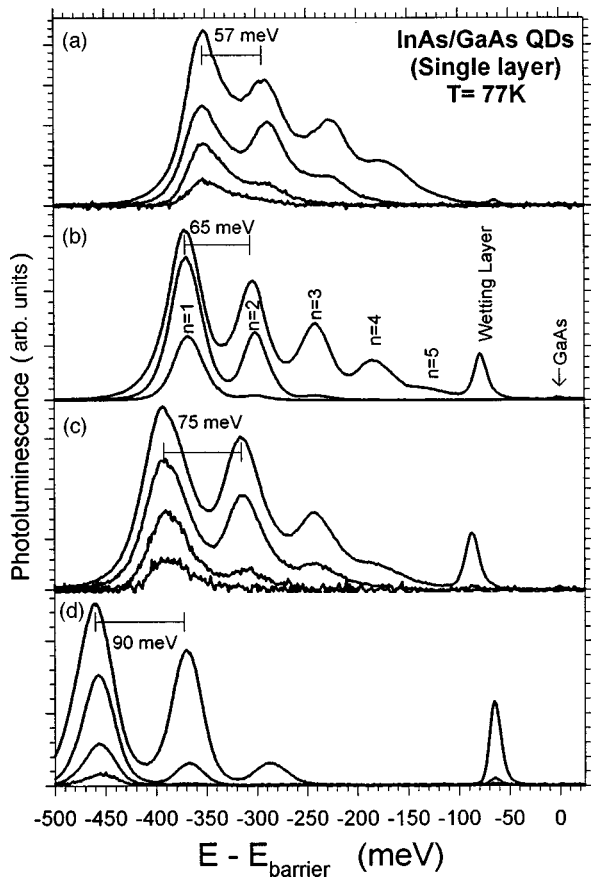 (a)
57 meV
InAs/GaAs QDs
(Single layer)
T= 77K
(b)
65 meV
n=1
n=2
n=3
n=4
n=5
Wetting Layer
←GaAs
(c)
75 meV
(d)
90 meV
Photoluminescence ( arb. units)
-500 -450 -400 -350 -300 -250 -200 -150 -100 -50 0
E - Ebarrier (meV)